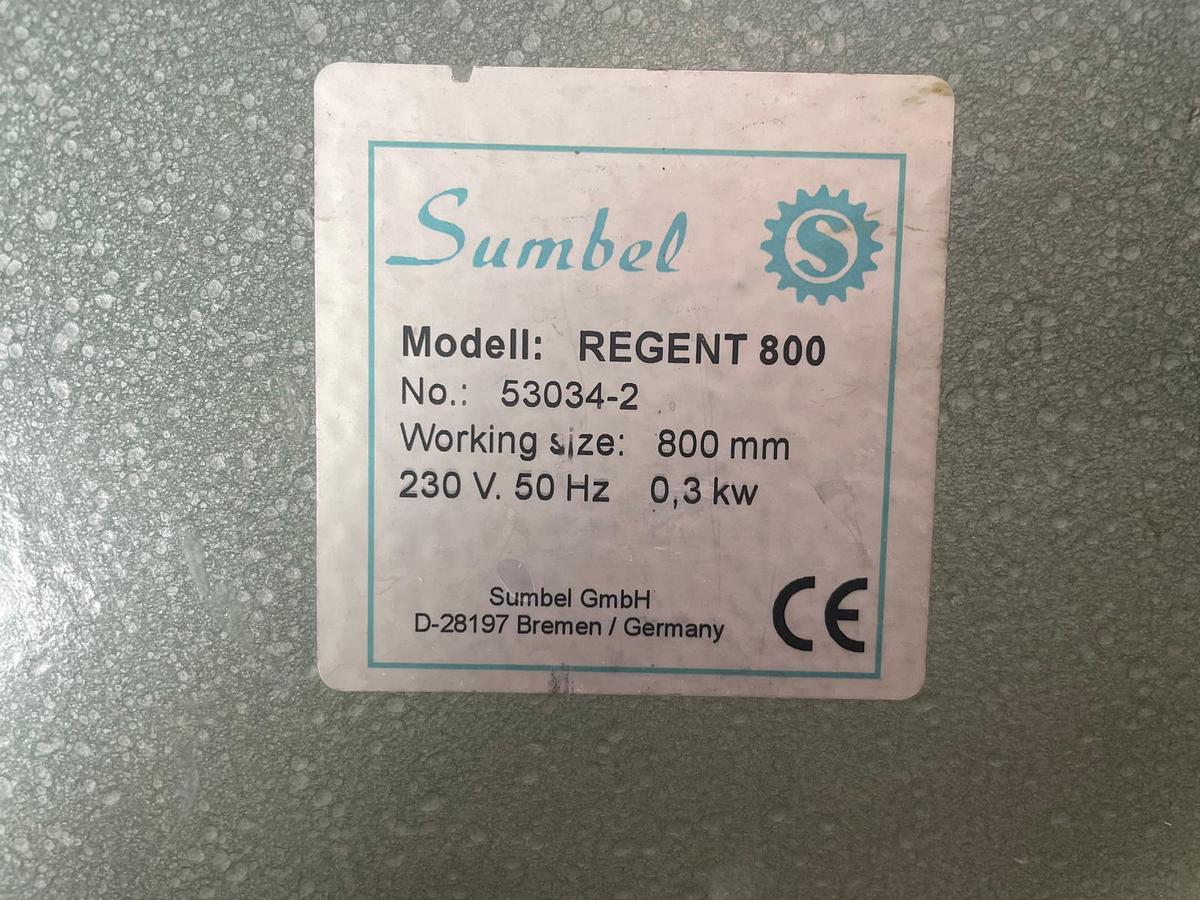 Sumbel S
Modell: REGENT 800
No.: 53034-2
Working size: 800 mm
230 V. 50 Hz 0,3 kw
Sumbel GmbH
D-28197 Bremen / Germany
CE